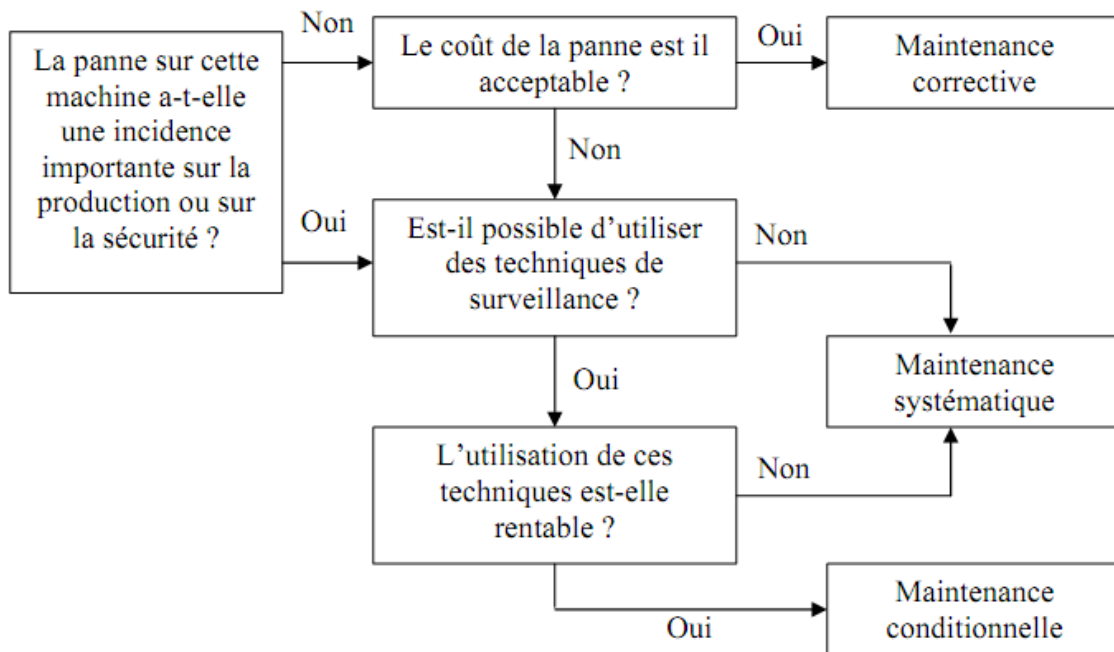 La panne sur cette
machine a-t-elle
une incidence
importante sur la
production ou sur
la sécurité ?
Non
Le coût de la panne est il
acceptable ?
Oui
Maintenance
corrective
Non
Oui
Est-il possible d’utiliser
des techniques de
surveillance ?
Non
Maintenance
systématique
Oui
L’utilisation de ces
techniques est-elle
rentable ?
Non
Oui
Maintenance
conditionnelle